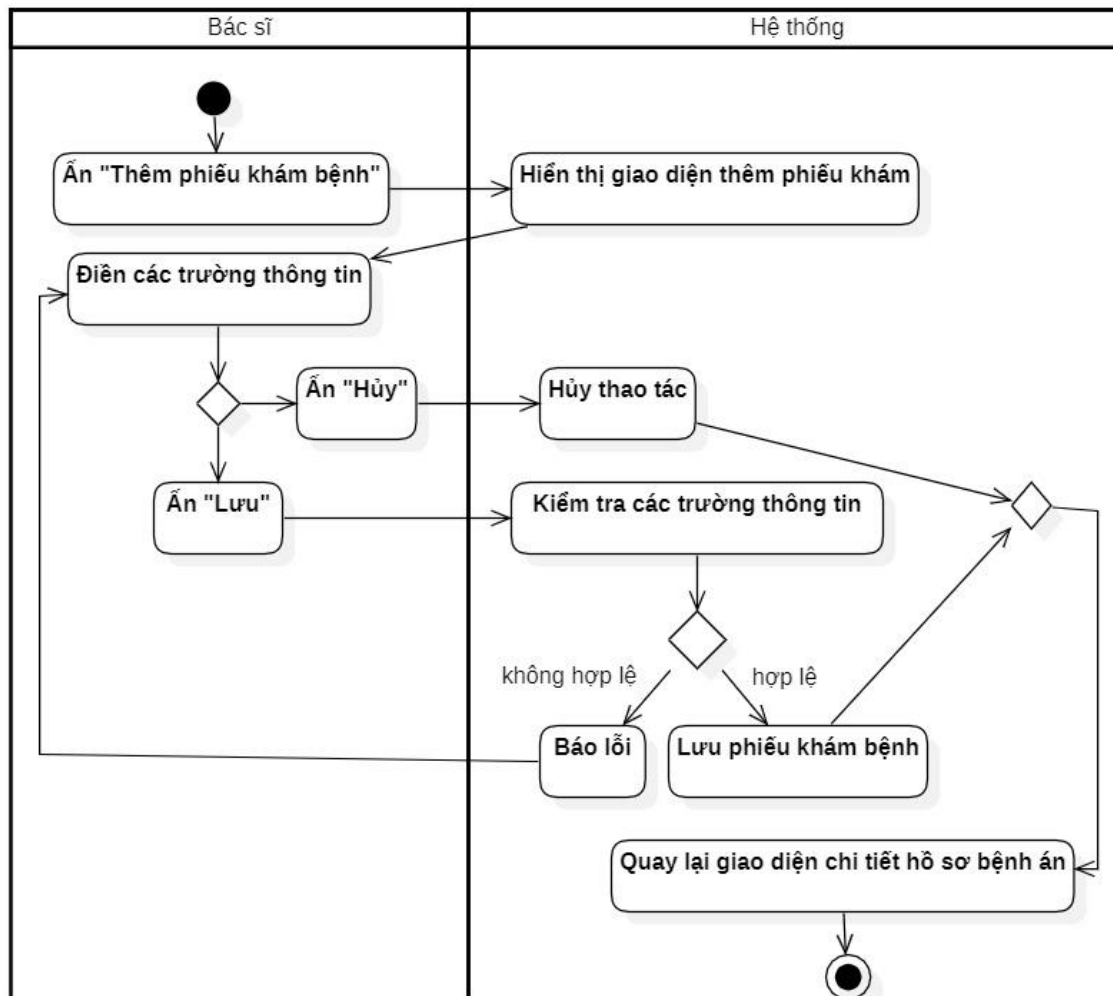 Bác sĩ
Hệ thống
Ấn "Thêm phiếu khám bệnh"
Hiển thị giao diện thêm phiếu khám
Điền các trường thông tin
Ấn "Hủy"
Hủy thao tác
Ấn "Lưu"
Kiểm tra các trường thông tin
không hợp lệ
hợp lệ
Báo lỗi
Lưu phiếu khám bệnh
Quay lại giao diện chi tiết hồ sơ bệnh án